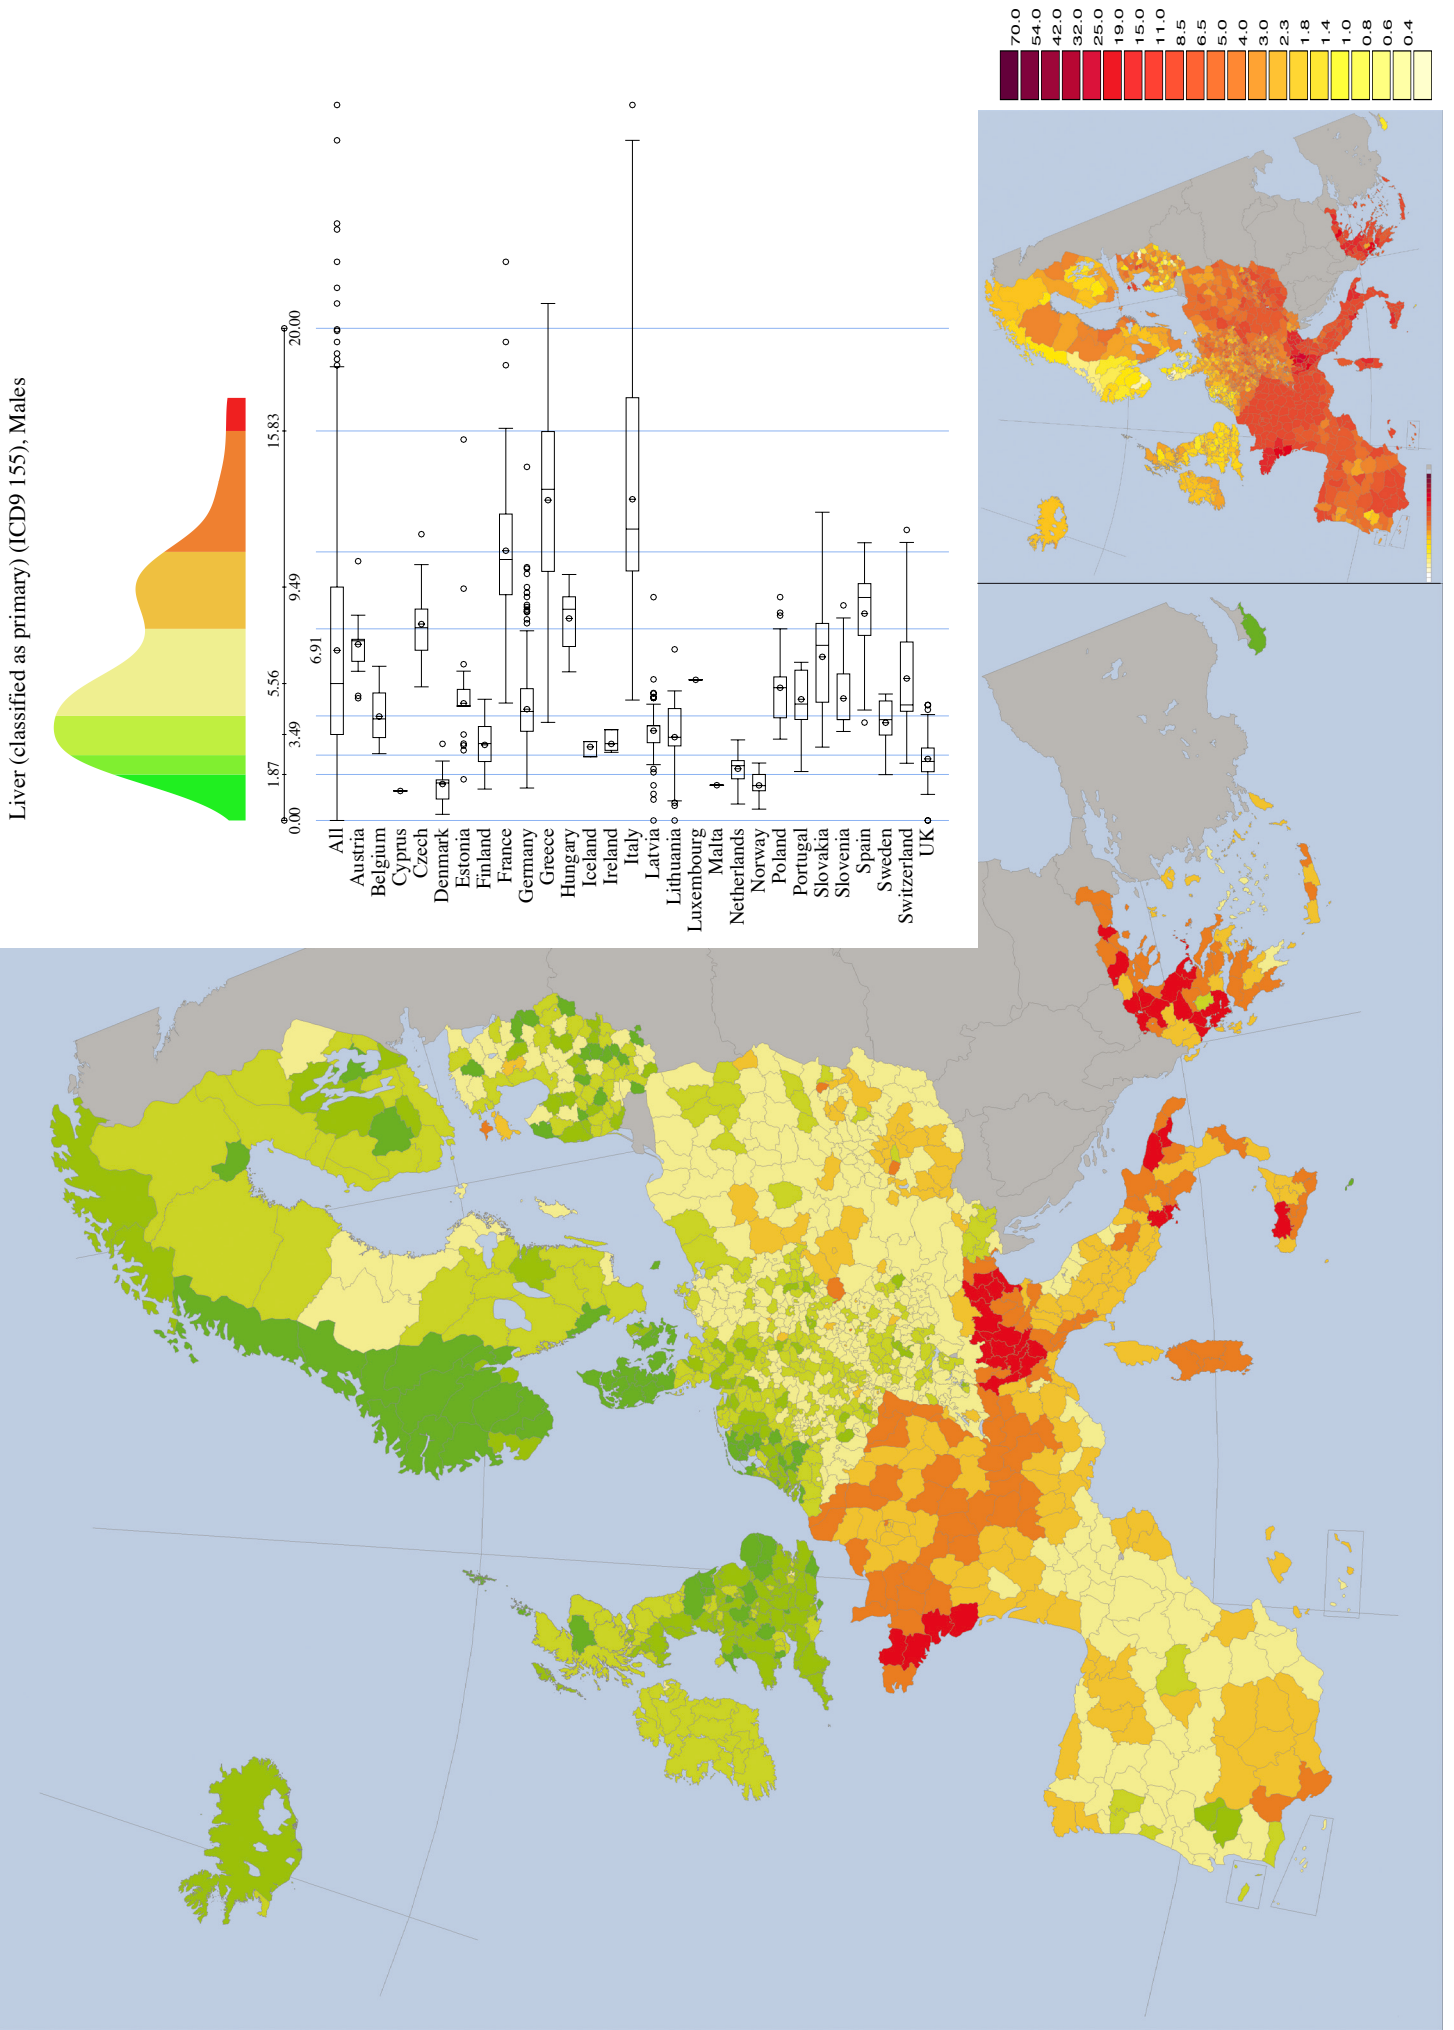 Liver (classified as primary) (ICD9 155), Males
0.00
1.87
3.49
5.56
6.91
9.49
15.83
20.00
All
Austria
Belgium
Cyprus
Czech
Denmark
Estonia
Finland
France
Germany
Greece
Hungary
Iceland
Ireland
Italy
Latvia
Lithuania
Luxembourg
Malta
Netherlands
Norway
Poland
Portugal
Slovakia
Slovenia
Spain
Sweden
Switzerland
UK
70.0
54.0
42.0
32.0
25.0
19.0
15.0
11.0
8.5
6.5
5.0
4.0
3.0
2.3
1.8
1.4
1.0
0.8
0.6
0.4